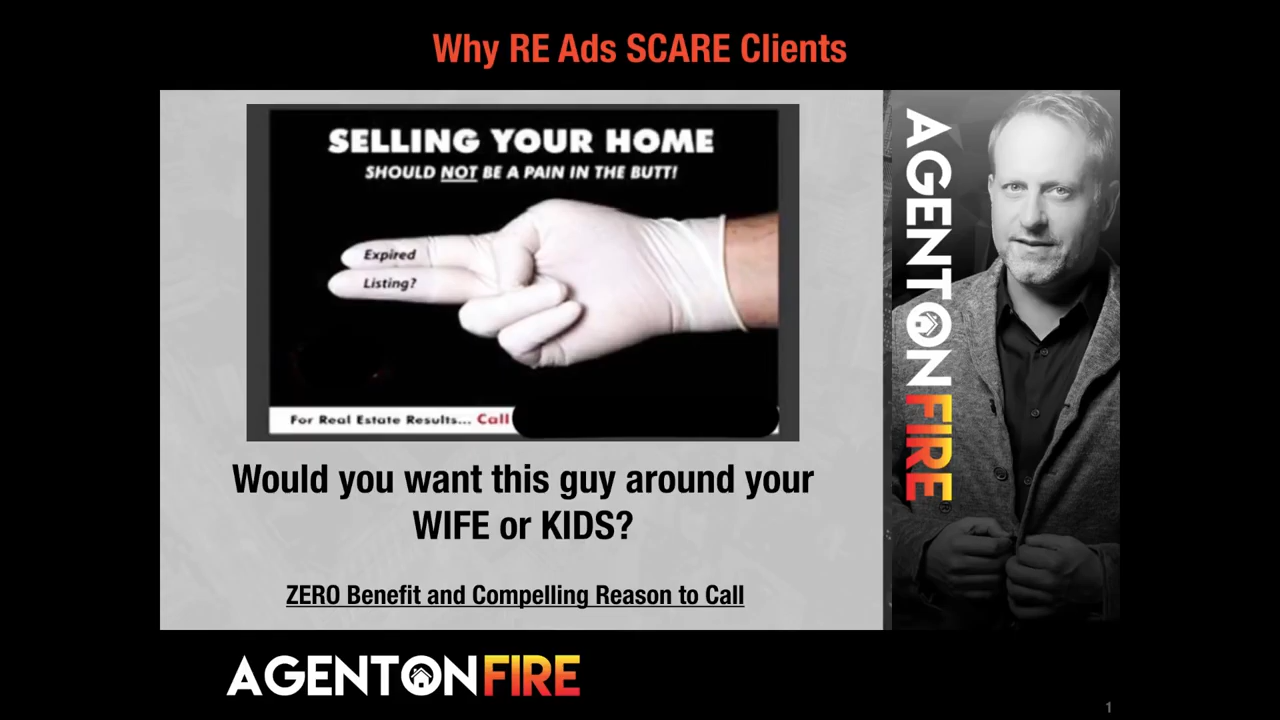 Why RE Ads SCARE Clients
SELLING YOUR HOME
SHOULD NOT BE A PAIN IN THE BUTT!
Expired
Listing?
For Real Estate Results... Call
Would you want this guy around your
WIFE or KIDS?
ZERO Benefit and Compelling Reason to Call
AGENTONFIRE®
AGENTONFIRE
1